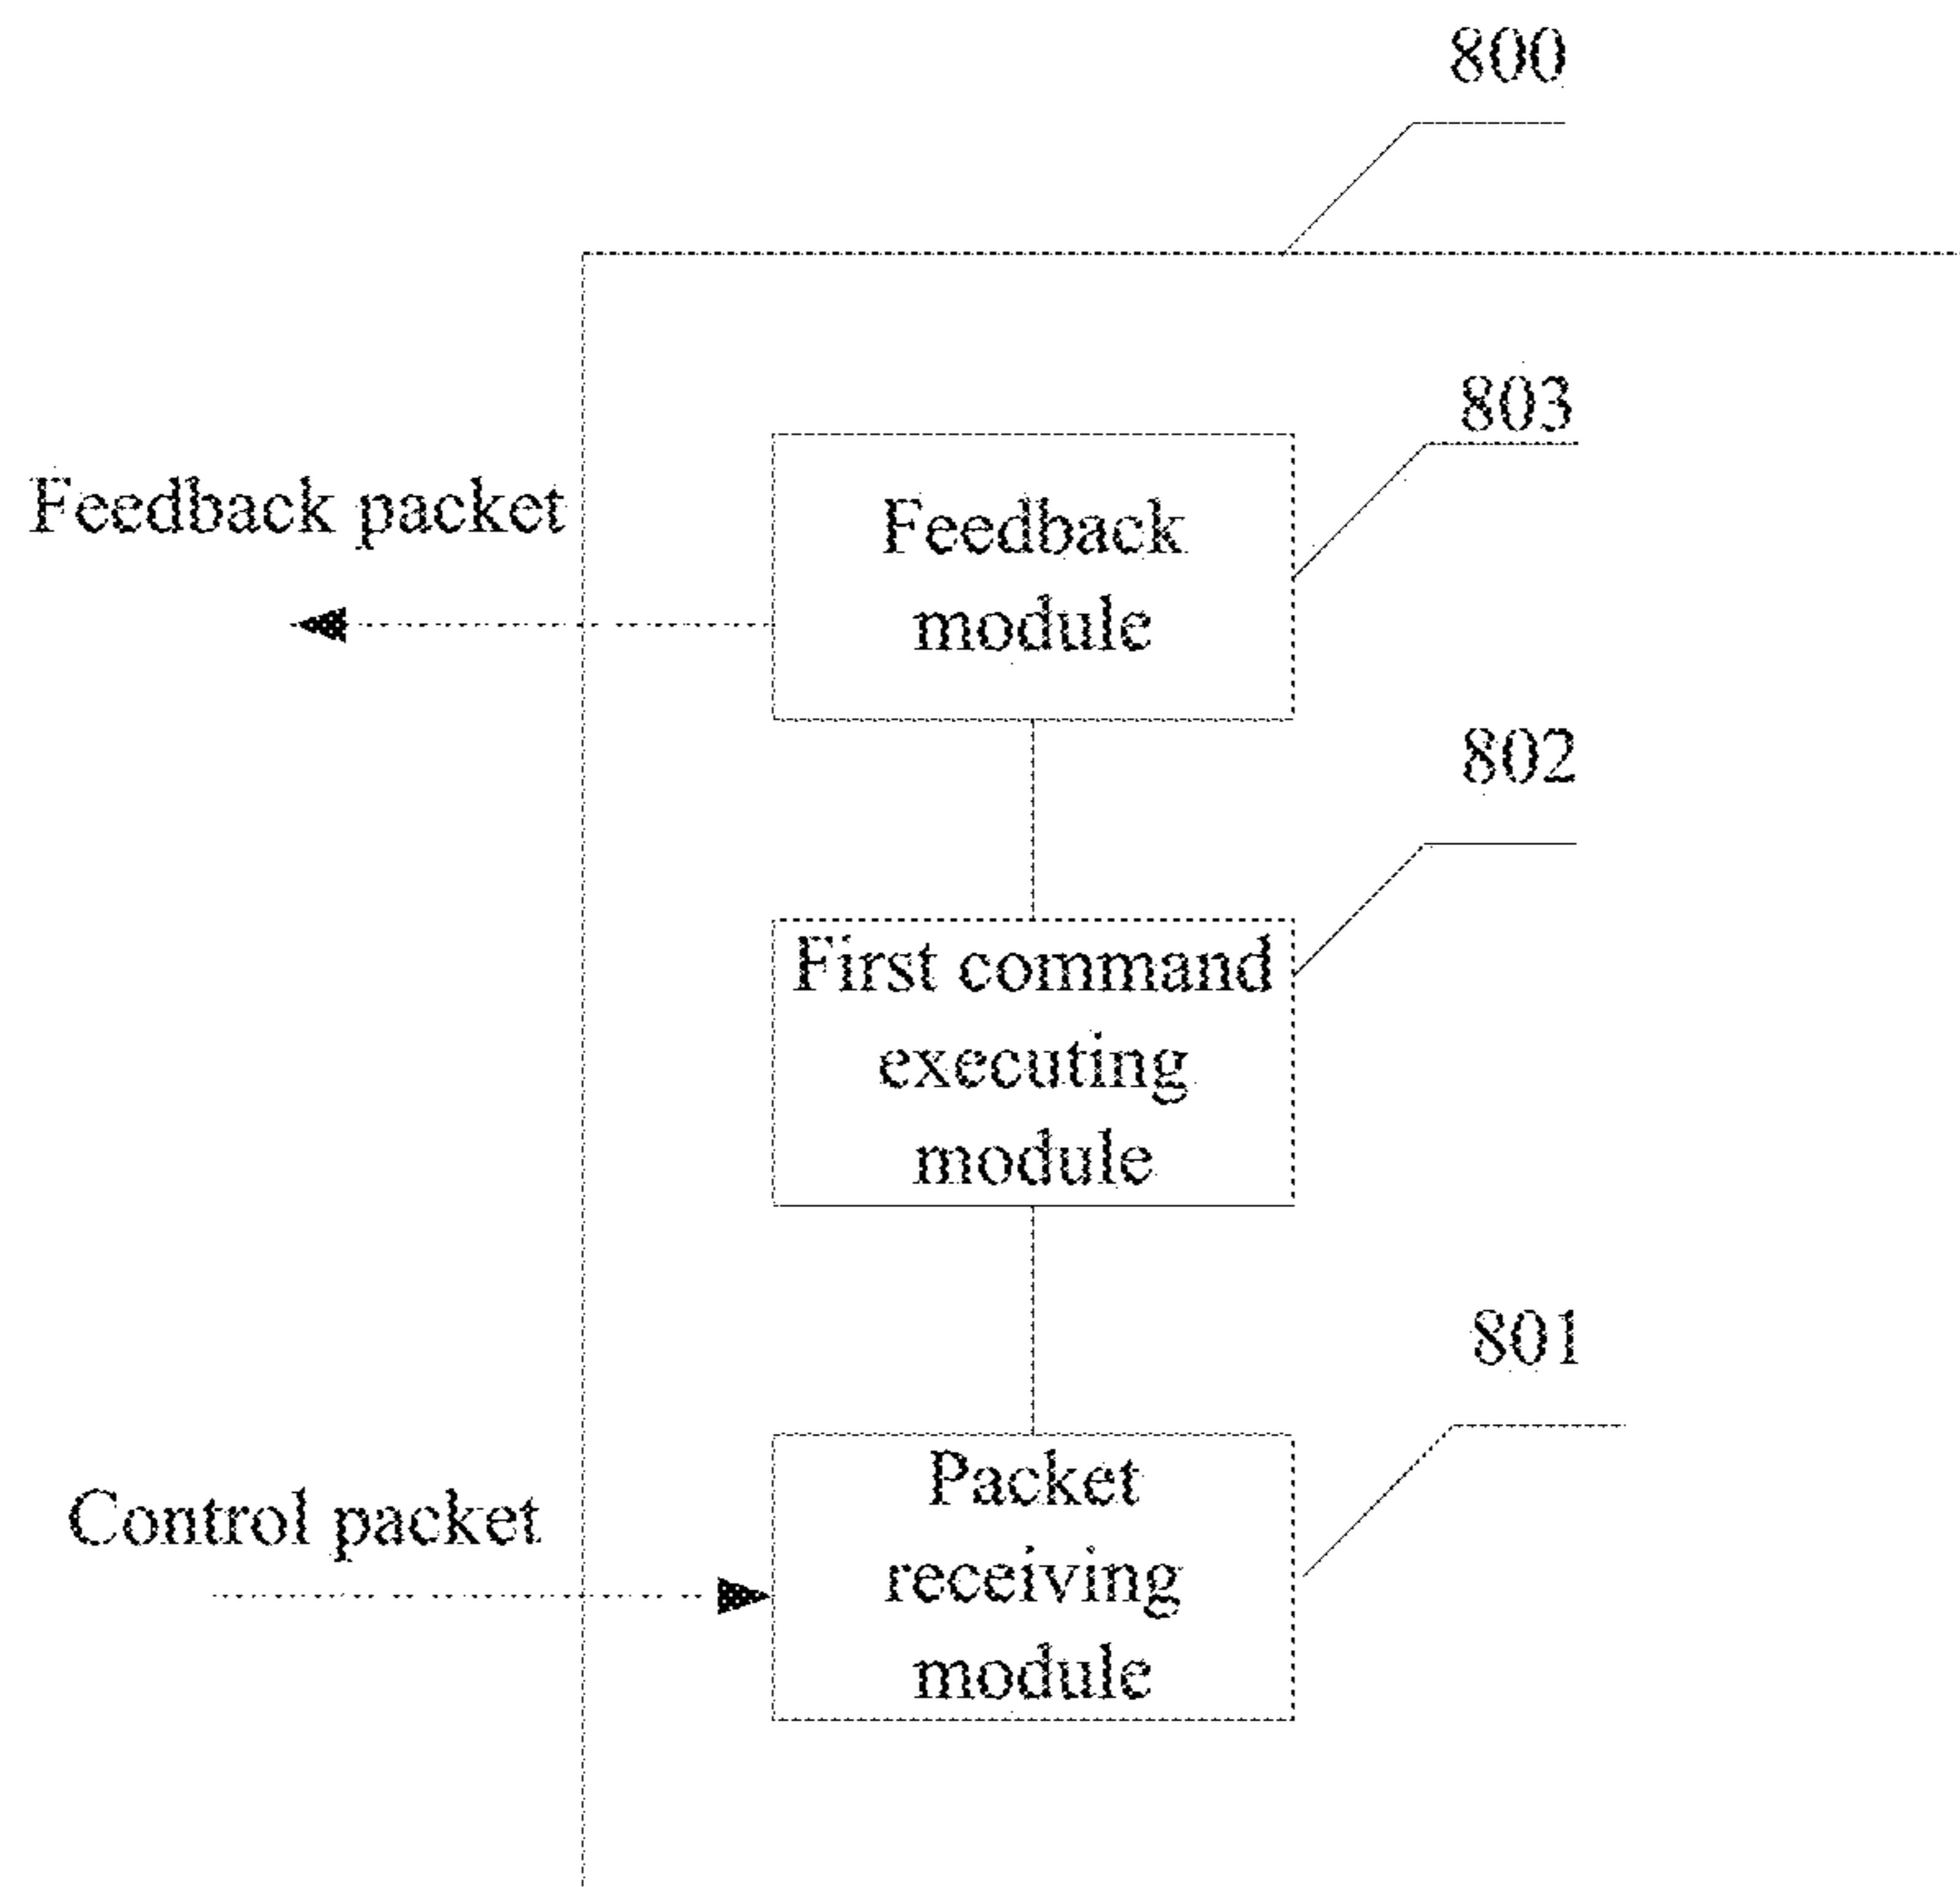 800
803
Feedback packet
Feedback
module
802
First command
executing
module
801
Control packet
Packet
receiving
module